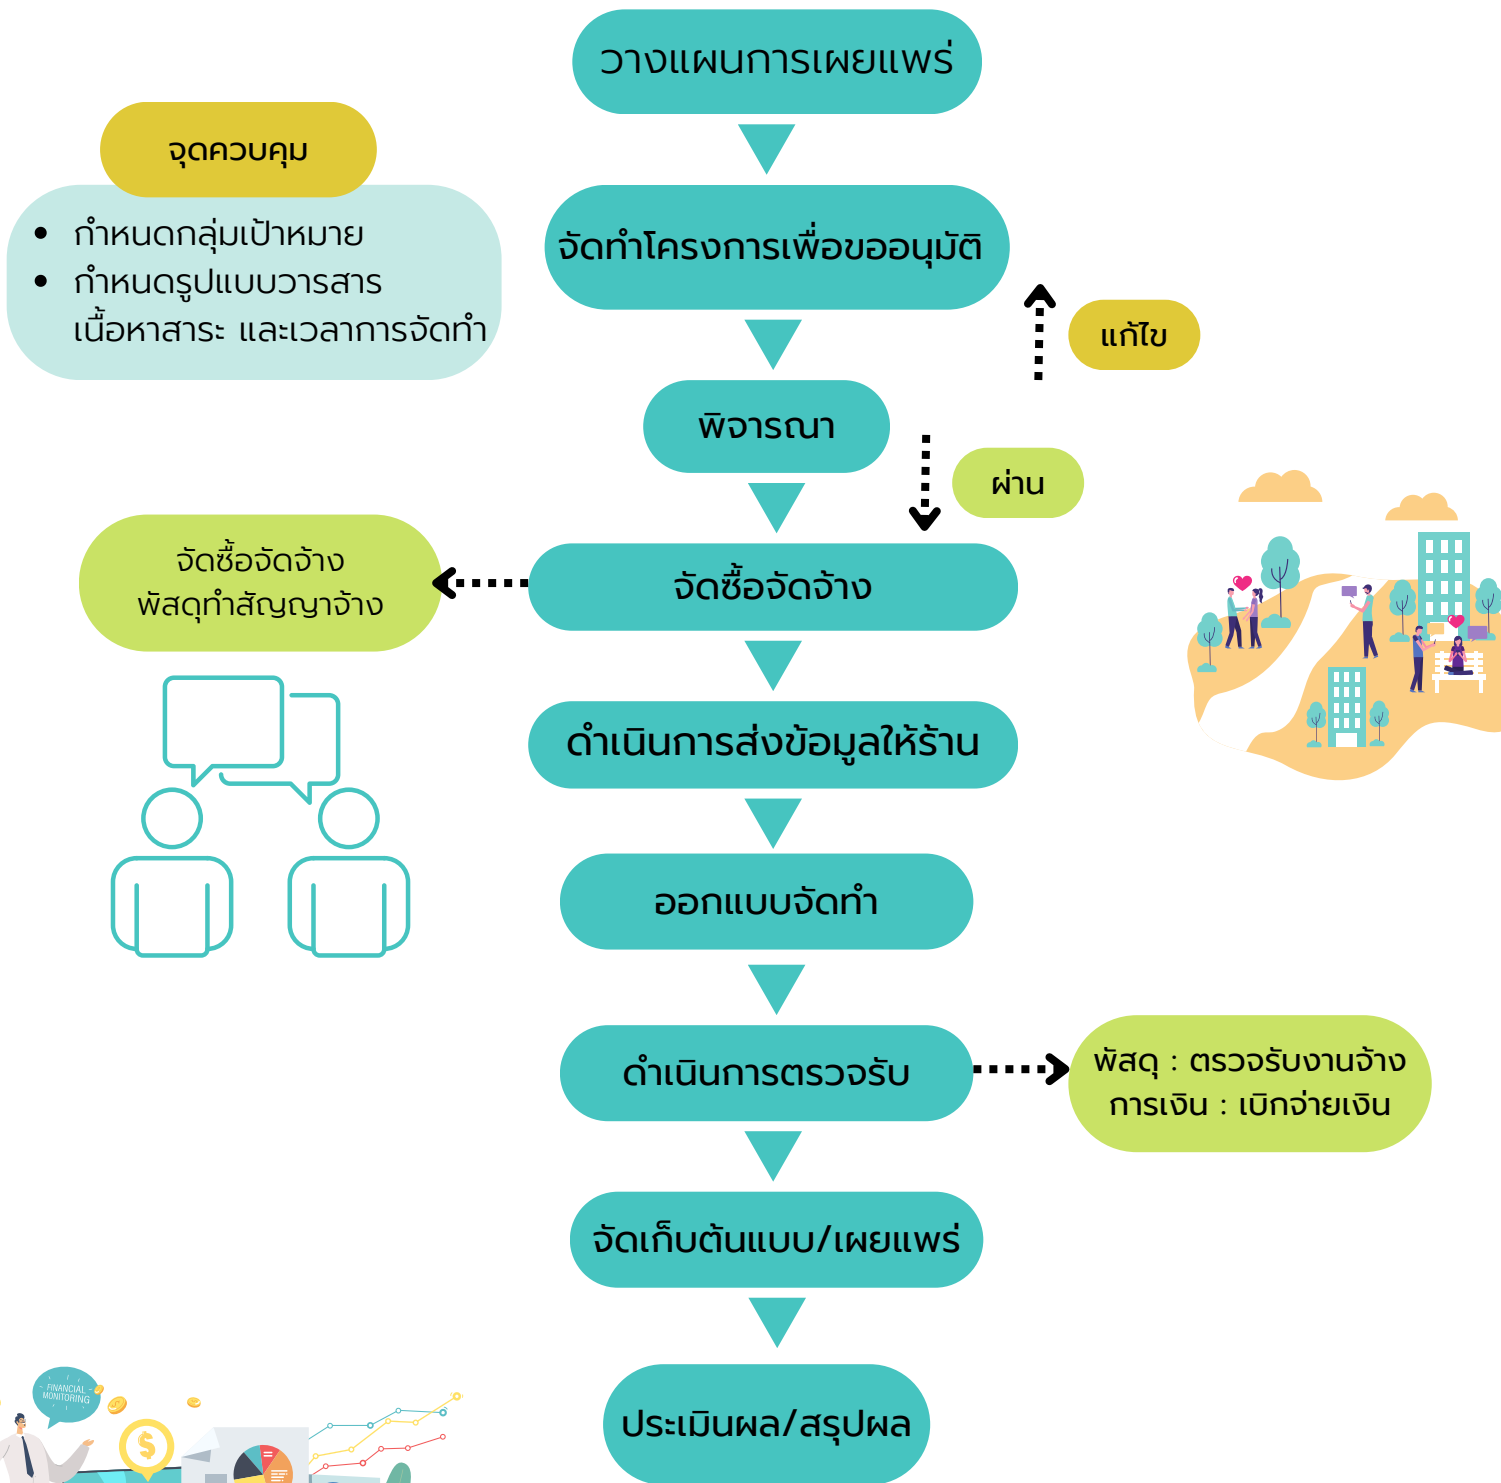 วางแผนการเผยแพร่
จุดควบคุม
• กำหนดกลุ่มเป้าหมาย
• กำหนดรูปแบบวารสาร
เนื้อหาสาระ และเวลาการจัดทำ
จัดทำโครงการเพื่อขออนุมัติ
แก้ไข
พิจารณา
ผ่าน
จัดซื้อจัดจ้าง
จัดซื้อจัดจ้าง
พัสดุทำสัญญาจ้าง
ดำเนินการส่งข้อมูลให้ร้าน
ออกแบบจัดทำ
ดำเนินการตรวจรับ
พัสดุ : ตรวจรับงานจ้าง
การเงิน : เบิกจ่ายเงิน
จัดเก็บต้นแบบ/เผยแพร่
ประเมินผล/สรุปผล
FINANCIAL
MONITORING
$